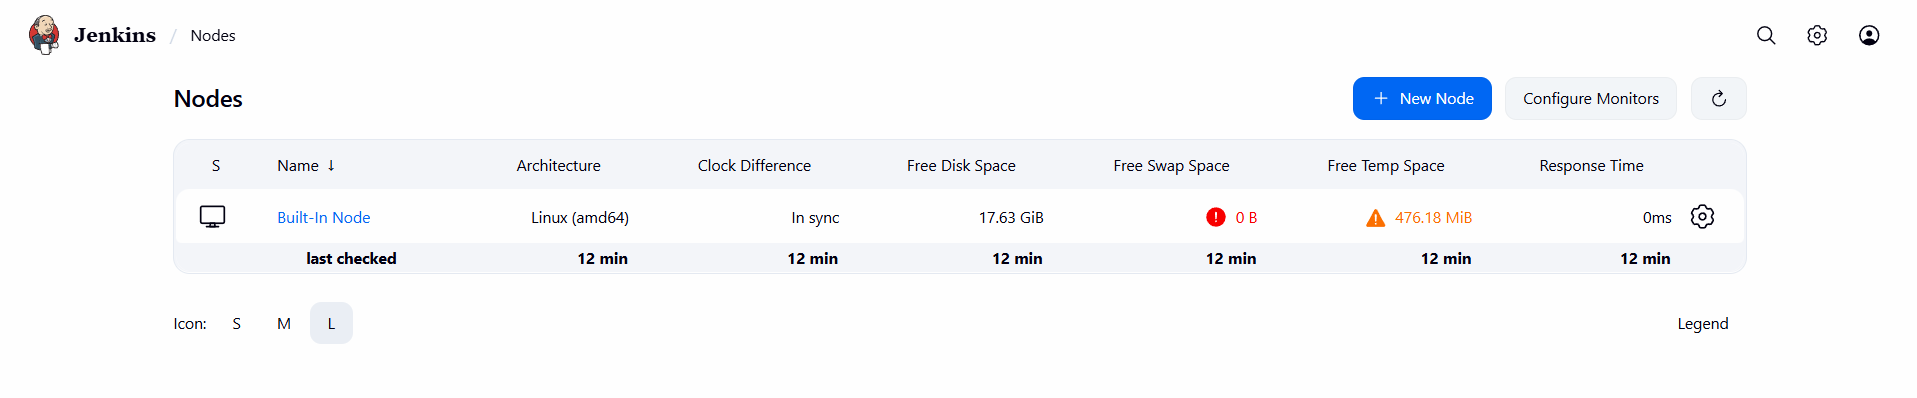 Jenkins / Nodes
Nodes
+ New Node Configure Monitors
S Name ↓ Architecture Clock Difference Free Disk Space Free Swap Space Free Temp Space Response Time
Built-In Node Linux (amd64) In sync 17.63 GiB 0 B 476.18 MiB 0ms
last checked 12 min 12 min 12 min 12 min 12 min 12 min
Icon: S M L Legend